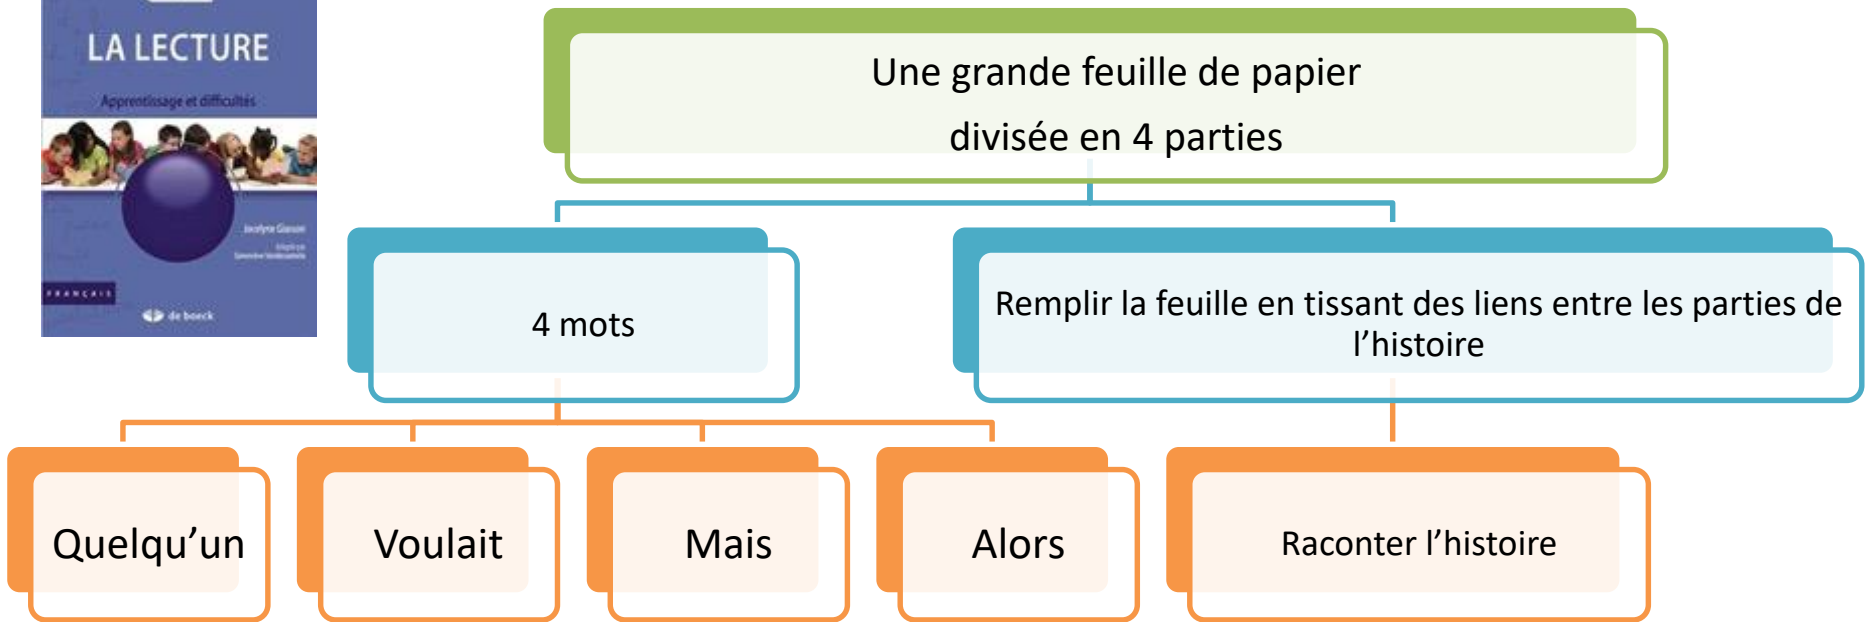 LA LECTURE
Apprentissage et difficultés
Jocelyne Giasson
FRANÇAIS
de boeck
Une grande feuille de papier
divisée en 4 parties
4 mots
Remplir la feuille en tissant des liens entre les parties de
l’histoire
Quelqu’un
Voulait
Mais
Alors
Raconter l’histoire